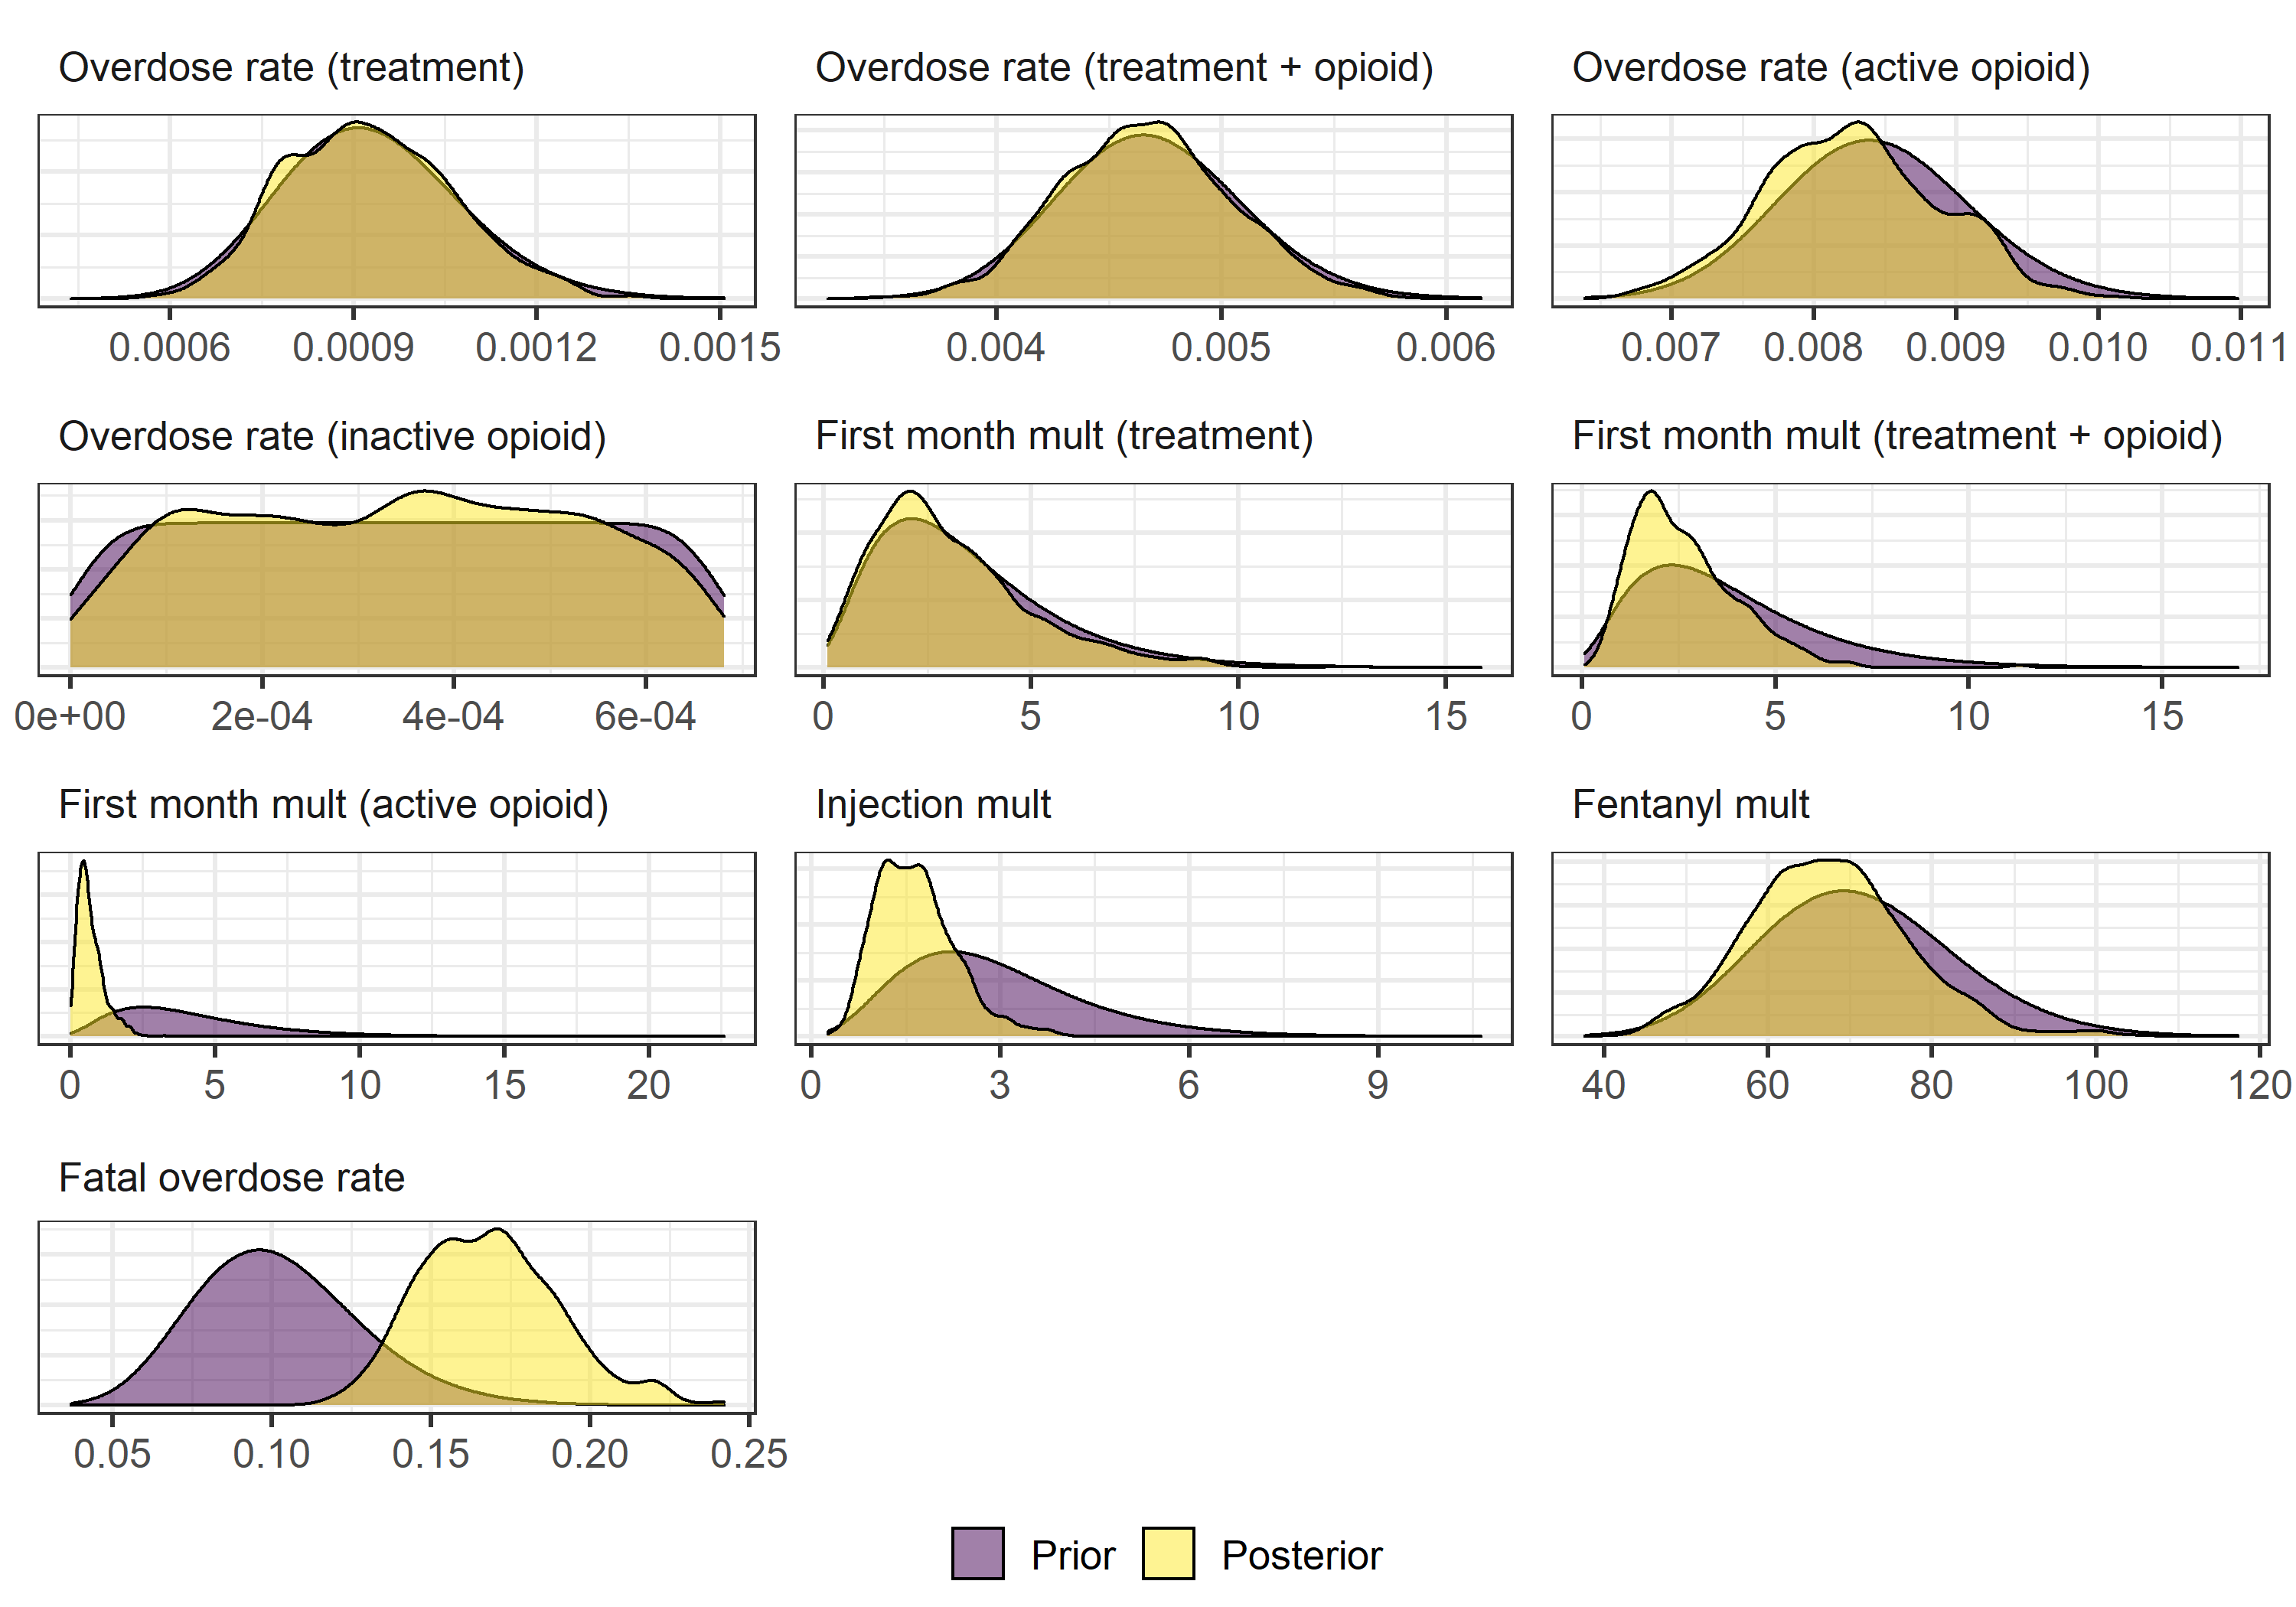 Overdose rate (treatment) Overdose rate (treatment + opioid) Overdose rate (active opioid)
0.0006 0.0009 0.0012 0.0015 0.004 0.005 0.006 0.007 0.008 0.009 0.010 0.011
Overdose rate (inactive opioid) First month mult (treatment) First month mult (treatment + opioid)
0e+00 2e-04 4e-04 6e-04 0 5 10 15 0 5 10 15
First month mult (active opioid) Injection mult Fentanyl mult
0 5 10 15 20 0 3 6 9 40 60 80 100 120
Fatal overdose rate
0.05 0.10 0.15 0.20 0.25
Prior Posterior